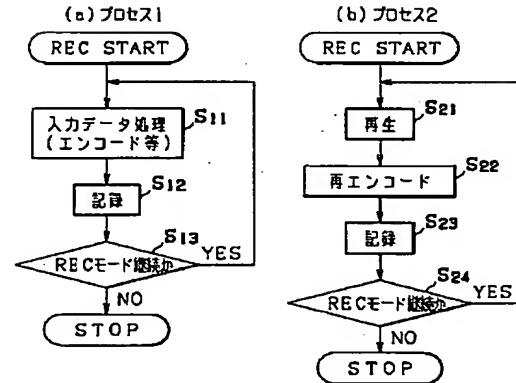 (a) プロセス1
REC START
入力データ処理
(エンコード等)
S11
記録
S12
RECモード継続か
S13
YES
NO
STOP
(b) プロセス2
REC START
再生
S21
再エンコード
S22
記録
S23
RECモード継続か
S24
YES
NO
STOP